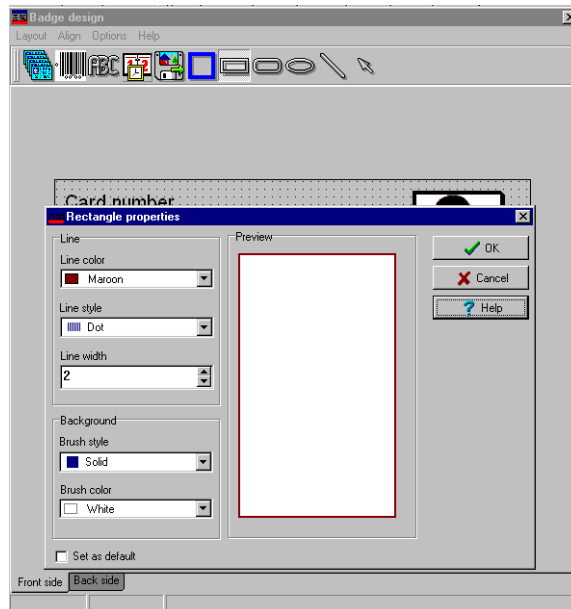 Badge design
Layout Align Options Help
ABC
Card number
Rectangle properties
Line
Line color
Maroon
Line style
Dot
Line width
2
Background
Brush style
Solid
Brush color
White
Set as default
Preview
OK
Cancel
? Help
Front side Back side